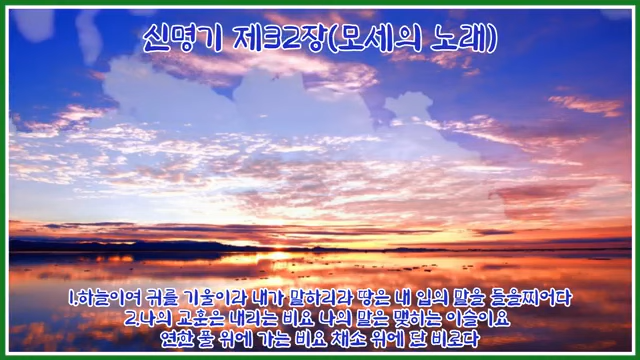 신명기 제32장(모세의 노래)
1.하늘이여 귀를 기울이라 내가 말하리라 땅은 내 입의 말을 들을찌어다
2.나의 교훈은 내리는 비요 나의 말은 맺히는 이슬이요
연한 풀 위에 가는 비요 채소 위에 단 비로다